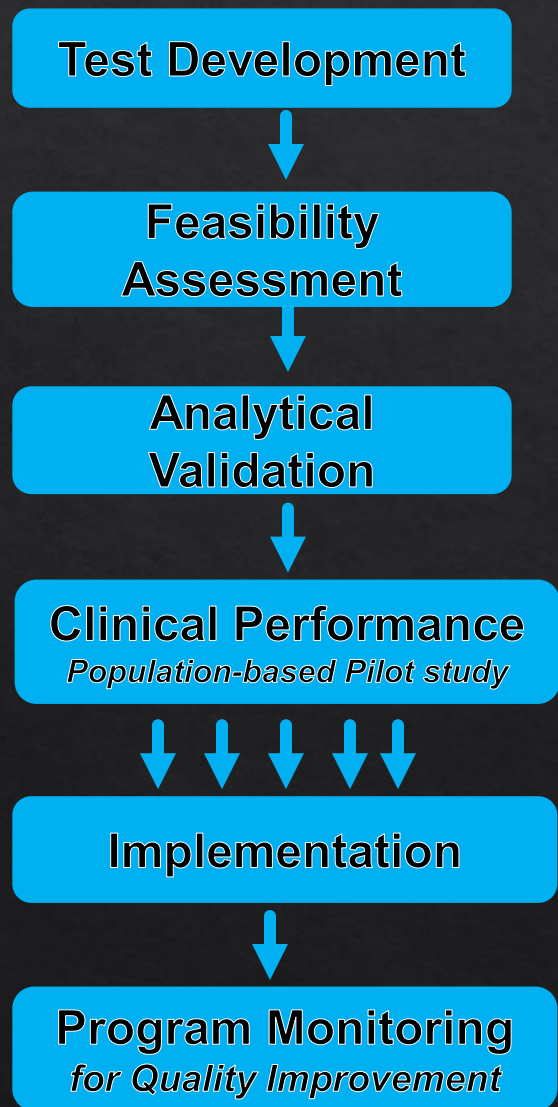 Test Development
Feasibility
Assessment
Analytical
Validation
Clinical Performance
Population-based Pilot study
Implementation
Program Monitoring
for Quality Improvement